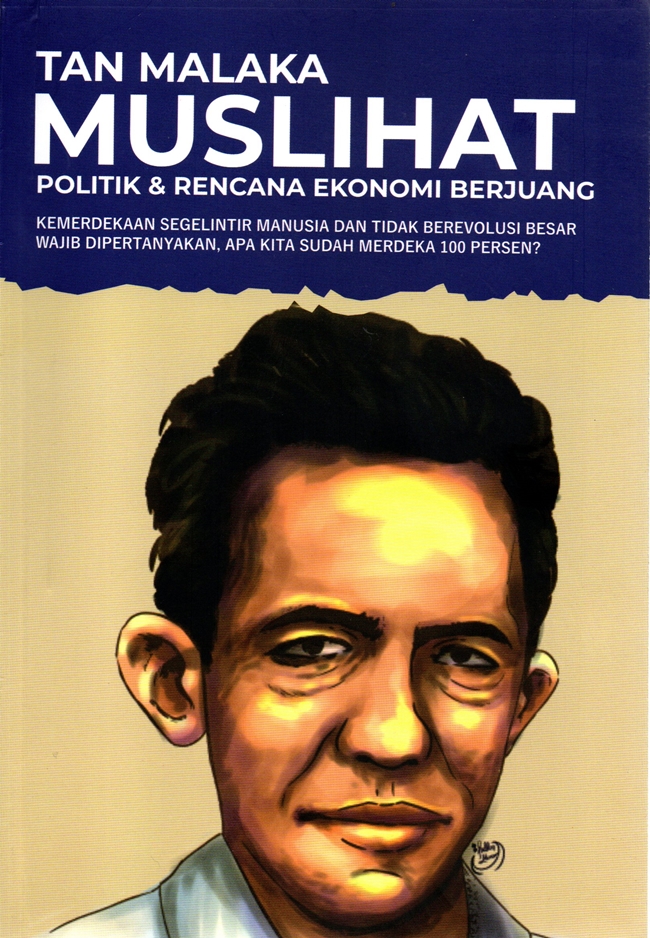 TAN MALAKA
MUSLIHAT
POLITIK & RENCANA EKONOMI BERJUANG
KEMERDEKAAN SEGELINTIR MANUSIA DAN TIDAK BEREVOLUSI BESAR
WAJIB DIPERTANYAKAN, APA KITA SUDAH MERDEKA 100 PERSEN?